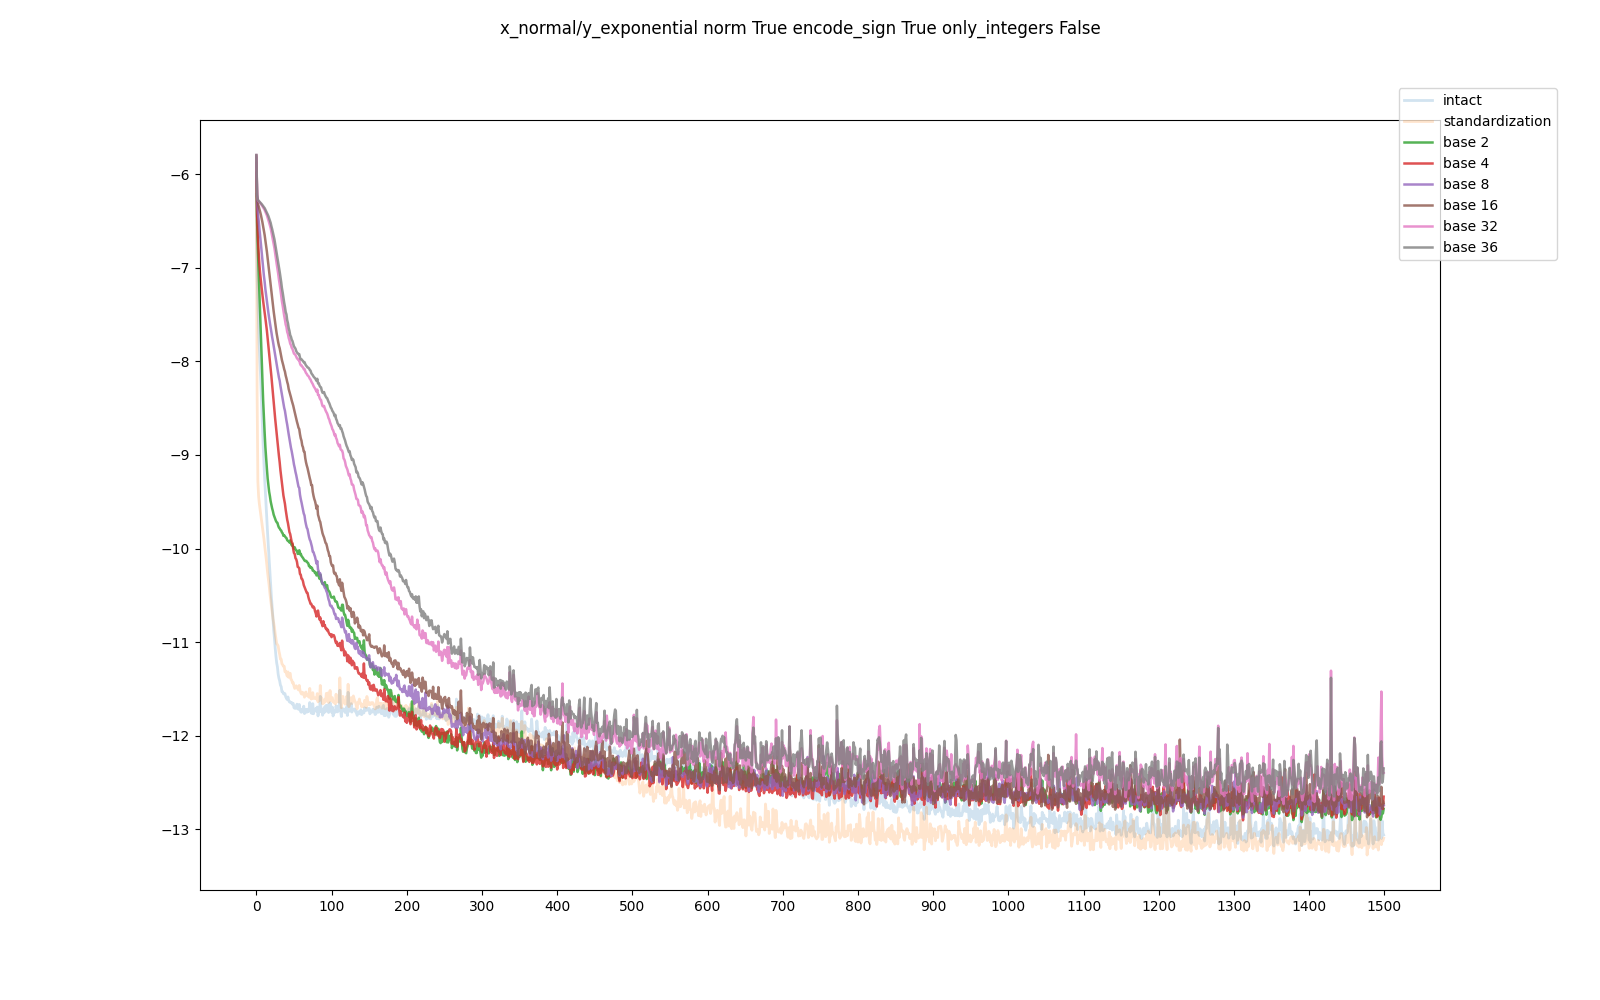 x_normal/y_exponential norm True encode_sign True only_integers False
intact
standardization
base 2
base 4
base 8
base 16
base 32
base 36
−6
−7
−8
−9
−10
−11
−12
−13
0 100 200 300 400 500 600 700 800 900 1000 1100 1200 1300 1400 1500